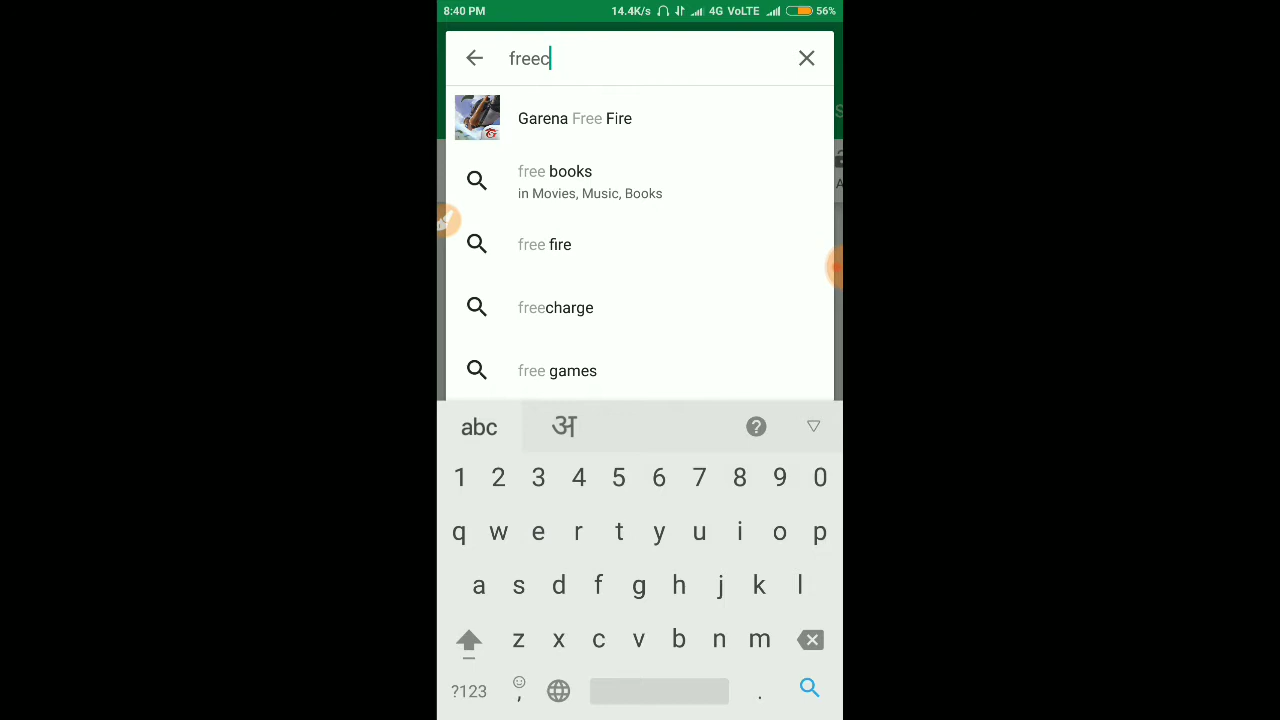 8:40 PM 14.4K/s 4G VoLTE 56%
freec
Garena Free Fire
free books
in Movies, Music, Books
free fire
freecharge
free games
abc अ ?
1 2 3 4 5 6 7 8 9 0
q w e r t y u i o p
a s d f g h j k l
z x c v b n m
?123 , .